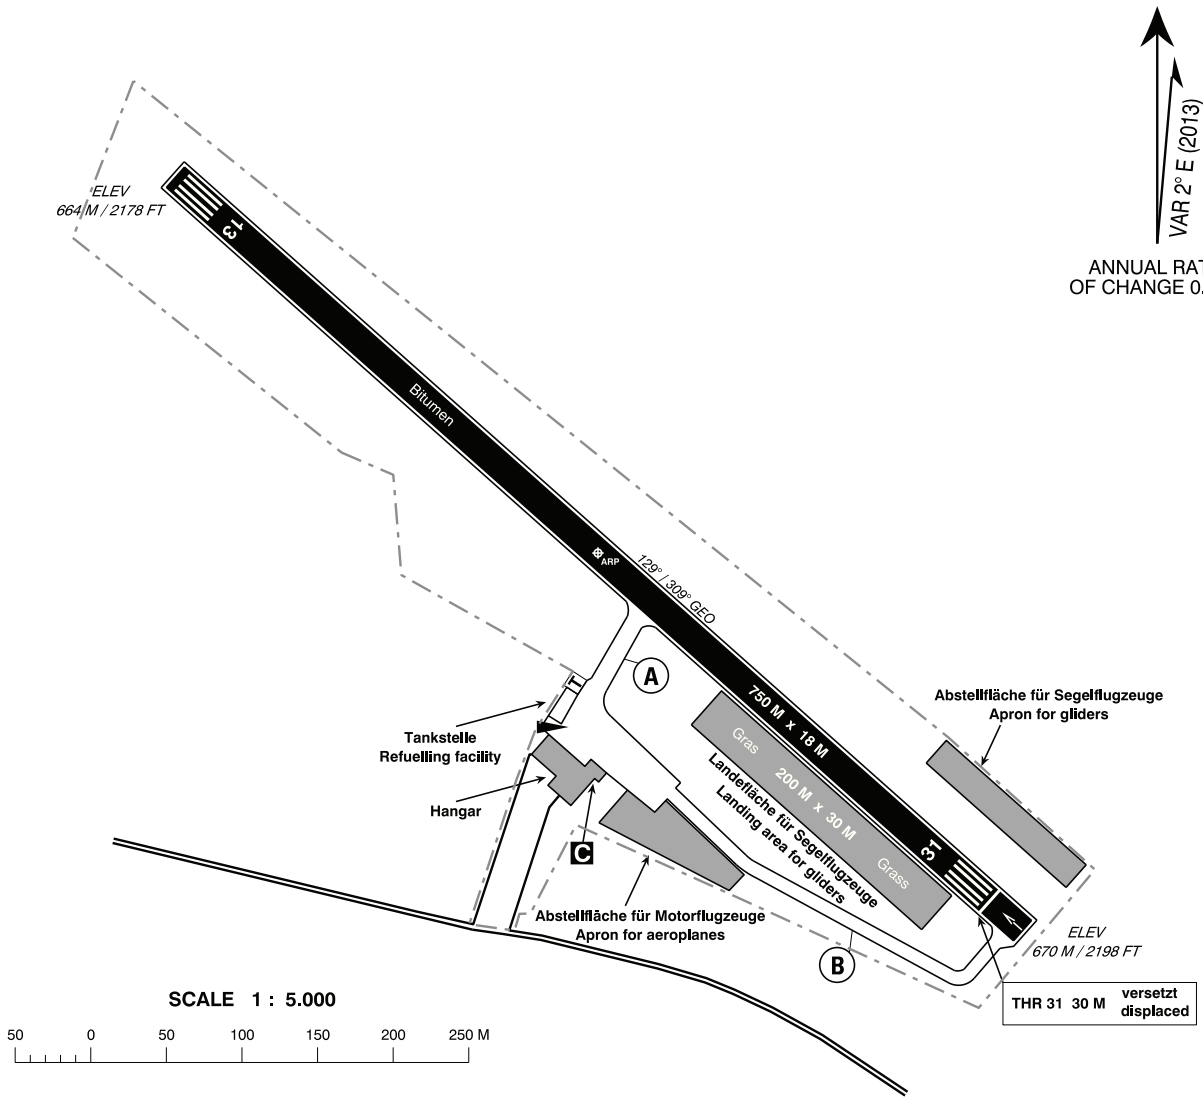 VAR 2° E (2013)
ANNUAL RAT
OF CHANGE 0.
ELEV
664 M / 2178 FT
13
Bitumen
ARP
129° / 309° GEO
A
T
Tankstelle
Refuelling facility
Hangar
C
750 M x 18 M
Gras 200 M x 30 M Grass
Landefläche für Segelflugzeuge
Landing area for gliders
Abstellfläche für Segelflugzeuge
Apron for gliders
31
Abstellfläche für Motorflugzeuge
Apron for aeroplanes
B
ELEV
670 M / 2198 FT
THR 31 30 M versetzt
displaced
SCALE 1 : 5.000
50 0 50 100 150 200 250 M